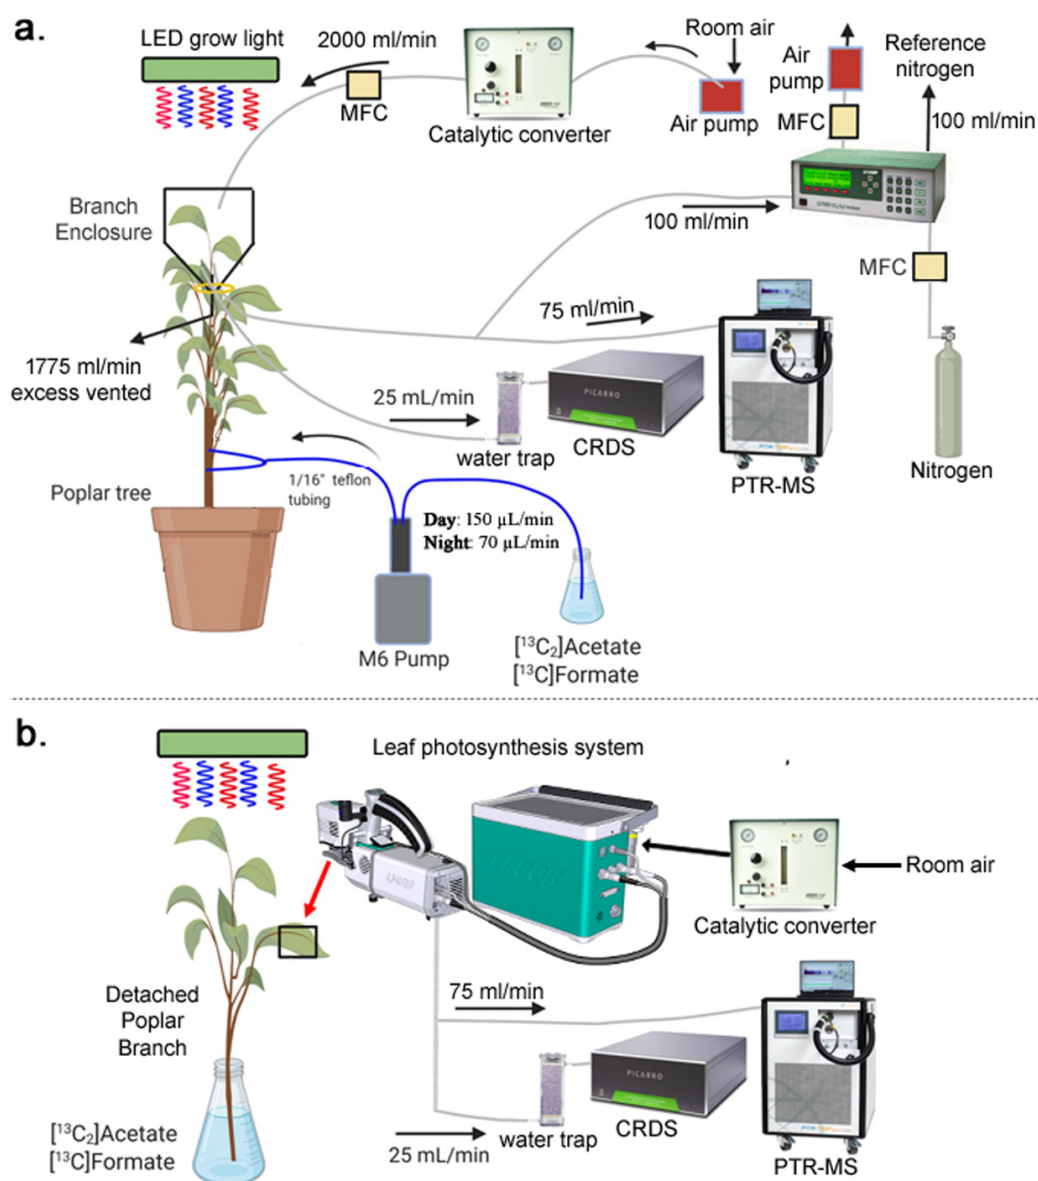 a.
LED grow light
2000 ml/min
MFC
Catalytic converter
Room air
Air pump
Air
pump
MFC
Reference
nitrogen
100 ml/min
Branch
Enclosure
100 ml/min
MFC
75 ml/min
1775 ml/min
excess vented
25 mL/min
PICARRO
water trap
CRDS
PTR-MS
Nitrogen
Poplar tree
1/16" teflon
tubing
Day: 150 µL/min
Night: 70 µL/min
M6 Pump
[¹³C₂]Acetate
[¹³C]Formate
b.
Leaf photosynthesis system
LI-COR
Room air
Catalytic converter
Detached
Poplar
Branch
75 ml/min
PICARRO
[¹³C₂]Acetate
[¹³C]Formate
25 mL/min
water trap
CRDS
PTR-MS